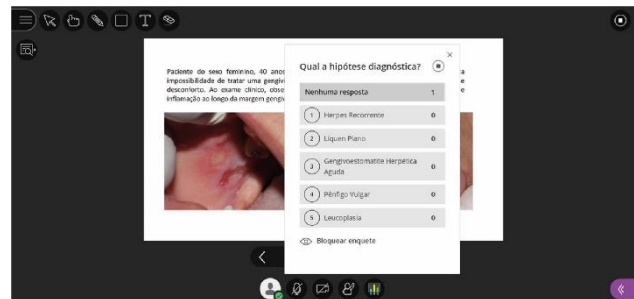 T
Paciente do sexo feminino, 40 anos
impossibilidade de tratar uma gengivi
desconforto. Ao exame clínico, obse
inflamação ao longo da margem gengiv
Qual a hipótese diagnóstica?
Nenhuma resposta 1
1 Herpes Recorrente 0
2 Líquen Plano 0
3 Gengivoestomatite Herpética Aguda 0
4 Pênfigo Vulgar 0
5 Leucoplasia 0
Bloquear enquete